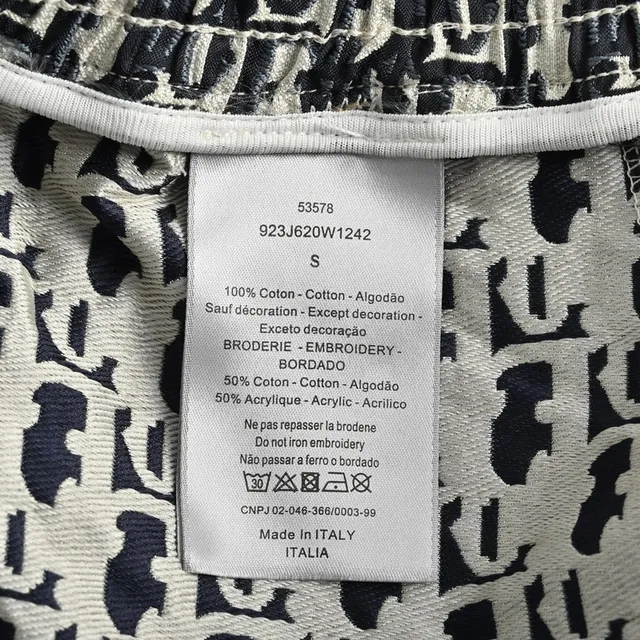 53578
923J620W1242
S
100% Coton - Cotton - Algodão
Sauf décoration - Except decoration -
Exceto decoração
BRODERIE - EMBROIDERY -
BORDADO
50% Coton - Cotton - Algodão
50% Acrylique - Acrylic - Acrilico
Ne pas repasser la brodene
Do not iron embroidery
Não passar a ferro o bordado
30
CNPJ 02-046-366/0003-99
Made In ITALY
ITALIA